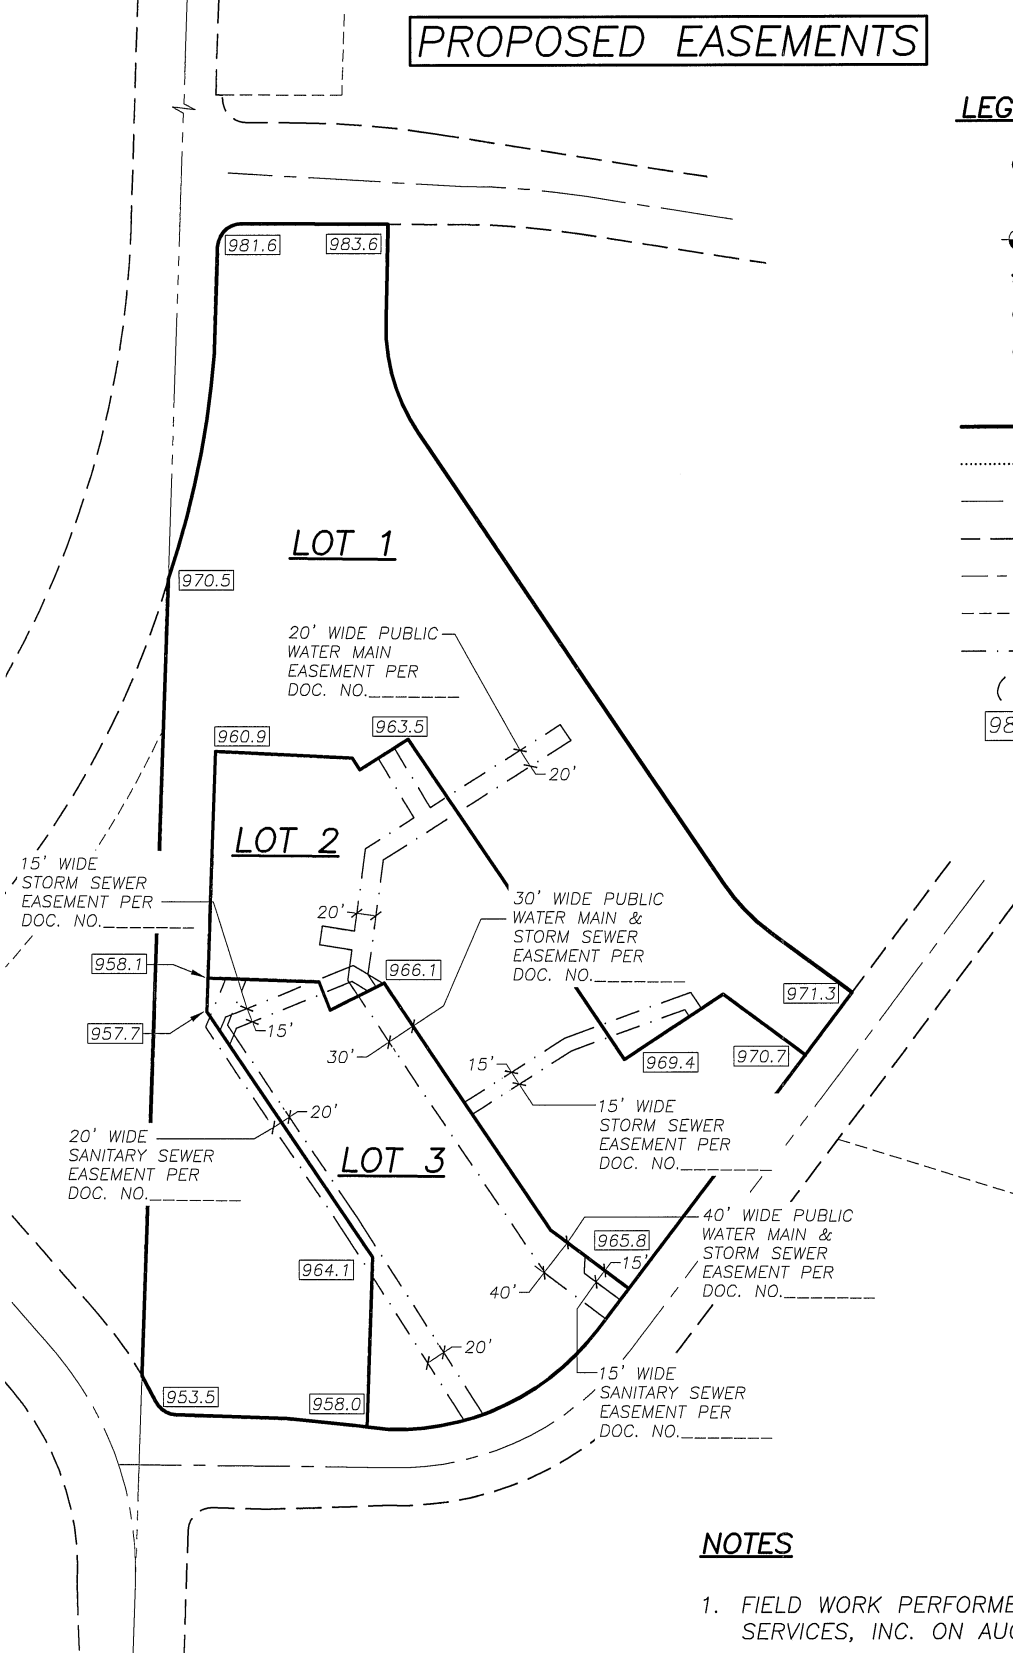 PROPOSED EASEMENTS
LEG
981.6
983.6
LOT 1
970.5
20' WIDE PUBLIC
WATER MAIN
EASEMENT PER
DOC. NO._______
(
98
960.9
963.5
20'
LOT 2
15' WIDE
STORM SEWER
EASEMENT PER
DOC. NO._______
20'
30' WIDE PUBLIC
WATER MAIN &
STORM SEWER
EASEMENT PER
DOC. NO._______
958.1
966.1
971.3
957.7
15'
30'
15'
969.4
970.7
20'
15' WIDE
STORM SEWER
EASEMENT PER
DOC. NO._______
20' WIDE
SANITARY SEWER
EASEMENT PER
DOC. NO._______
LOT 3
40' WIDE PUBLIC
WATER MAIN &
STORM SEWER
EASEMENT PER
DOC. NO._______
965.8
964.1
15'
40'
20'
15' WIDE
SANITARY SEWER
EASEMENT PER
DOC. NO._______
953.5
958.0
NOTES
1. FIELD WORK PERFORME
SERVICES, INC. ON AUG